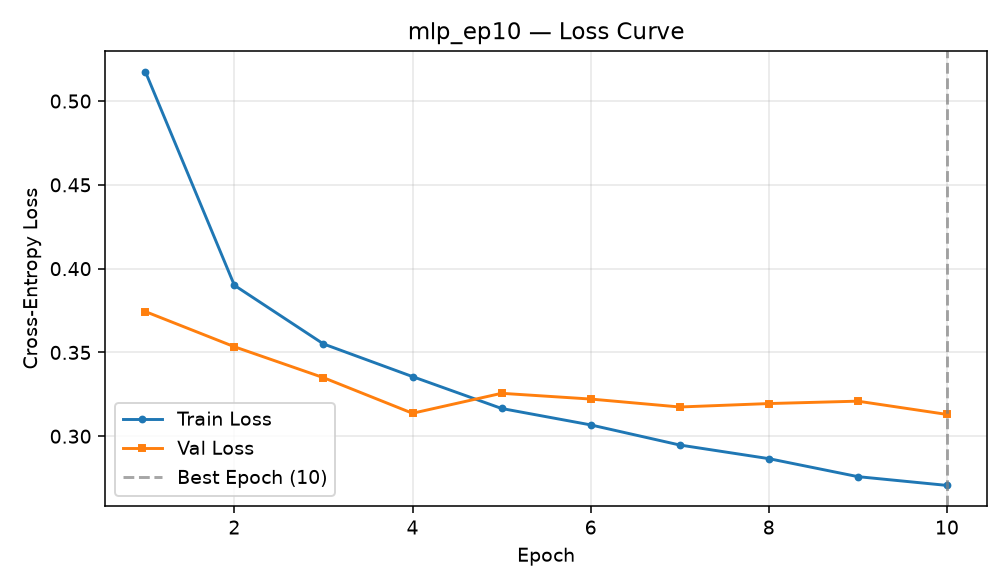 mlp_ep10 — Loss Curve
Cross-Entropy Loss
0.50
0.45
0.40
0.35
0.30
Train Loss
Val Loss
Best Epoch (10)
2 4 6 8 10
Epoch